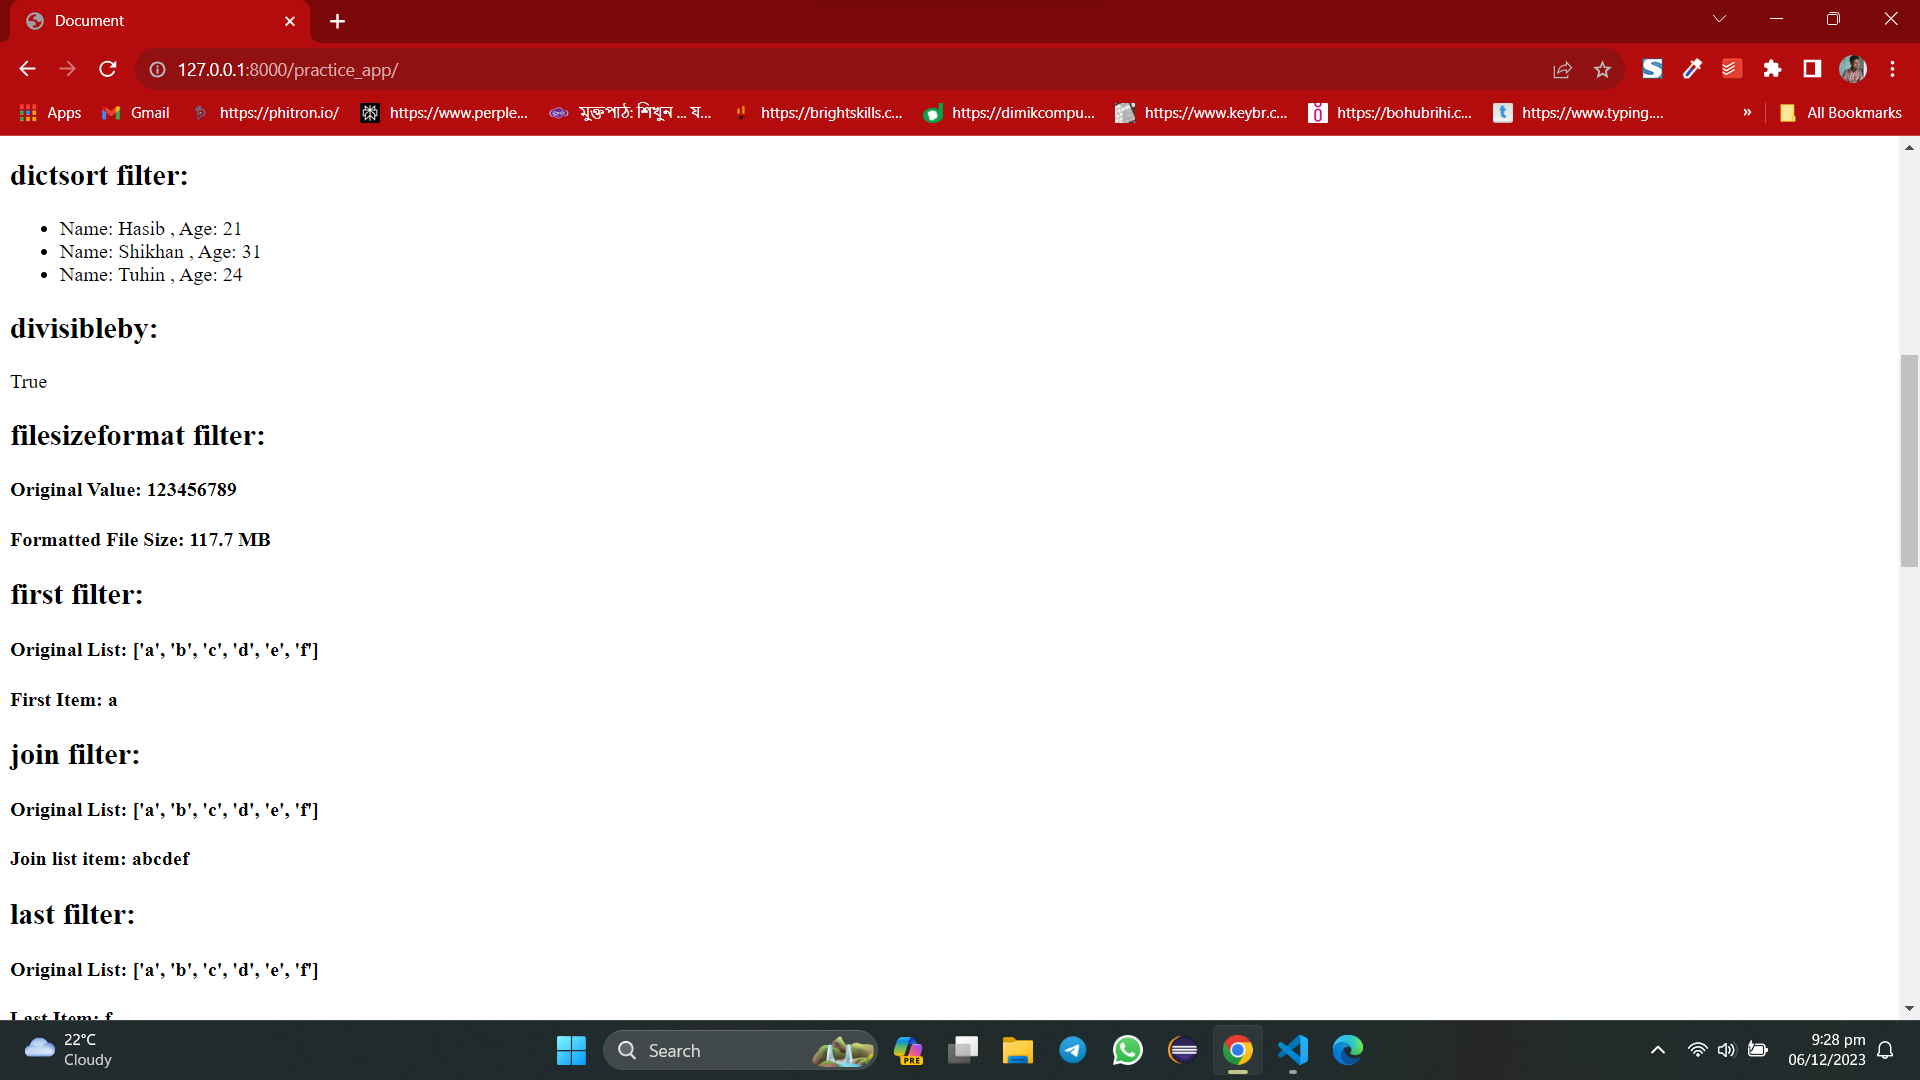 Document
127.0.0.1:8000/practice_app/
Apps
Gmail
https://phitron.io/
https://www.perple...
মুক্তপাঠ: শিখুন ... য...
https://brightskills.c...
https://dimikcompu...
https://www.keybr.c...
https://bohubrihi.c...
https://www.typing....
»
All Bookmarks
dictsort filter:
• Name: Hasib , Age: 21
• Name: Shikhan , Age: 31
• Name: Tuhin , Age: 24
divisibleby:
True
filesizeformat filter:
Original Value: 123456789
Formatted File Size: 117.7 MB
first filter:
Original List: ['a', 'b', 'c', 'd', 'e', 'f']
First Item: a
join filter:
Original List: ['a', 'b', 'c', 'd', 'e', 'f']
Join list item: abcdef
last filter:
Original List: ['a', 'b', 'c', 'd', 'e', 'f']
Last Item: f
22°C
Cloudy
Search
PRE
9:28 pm
06/12/2023